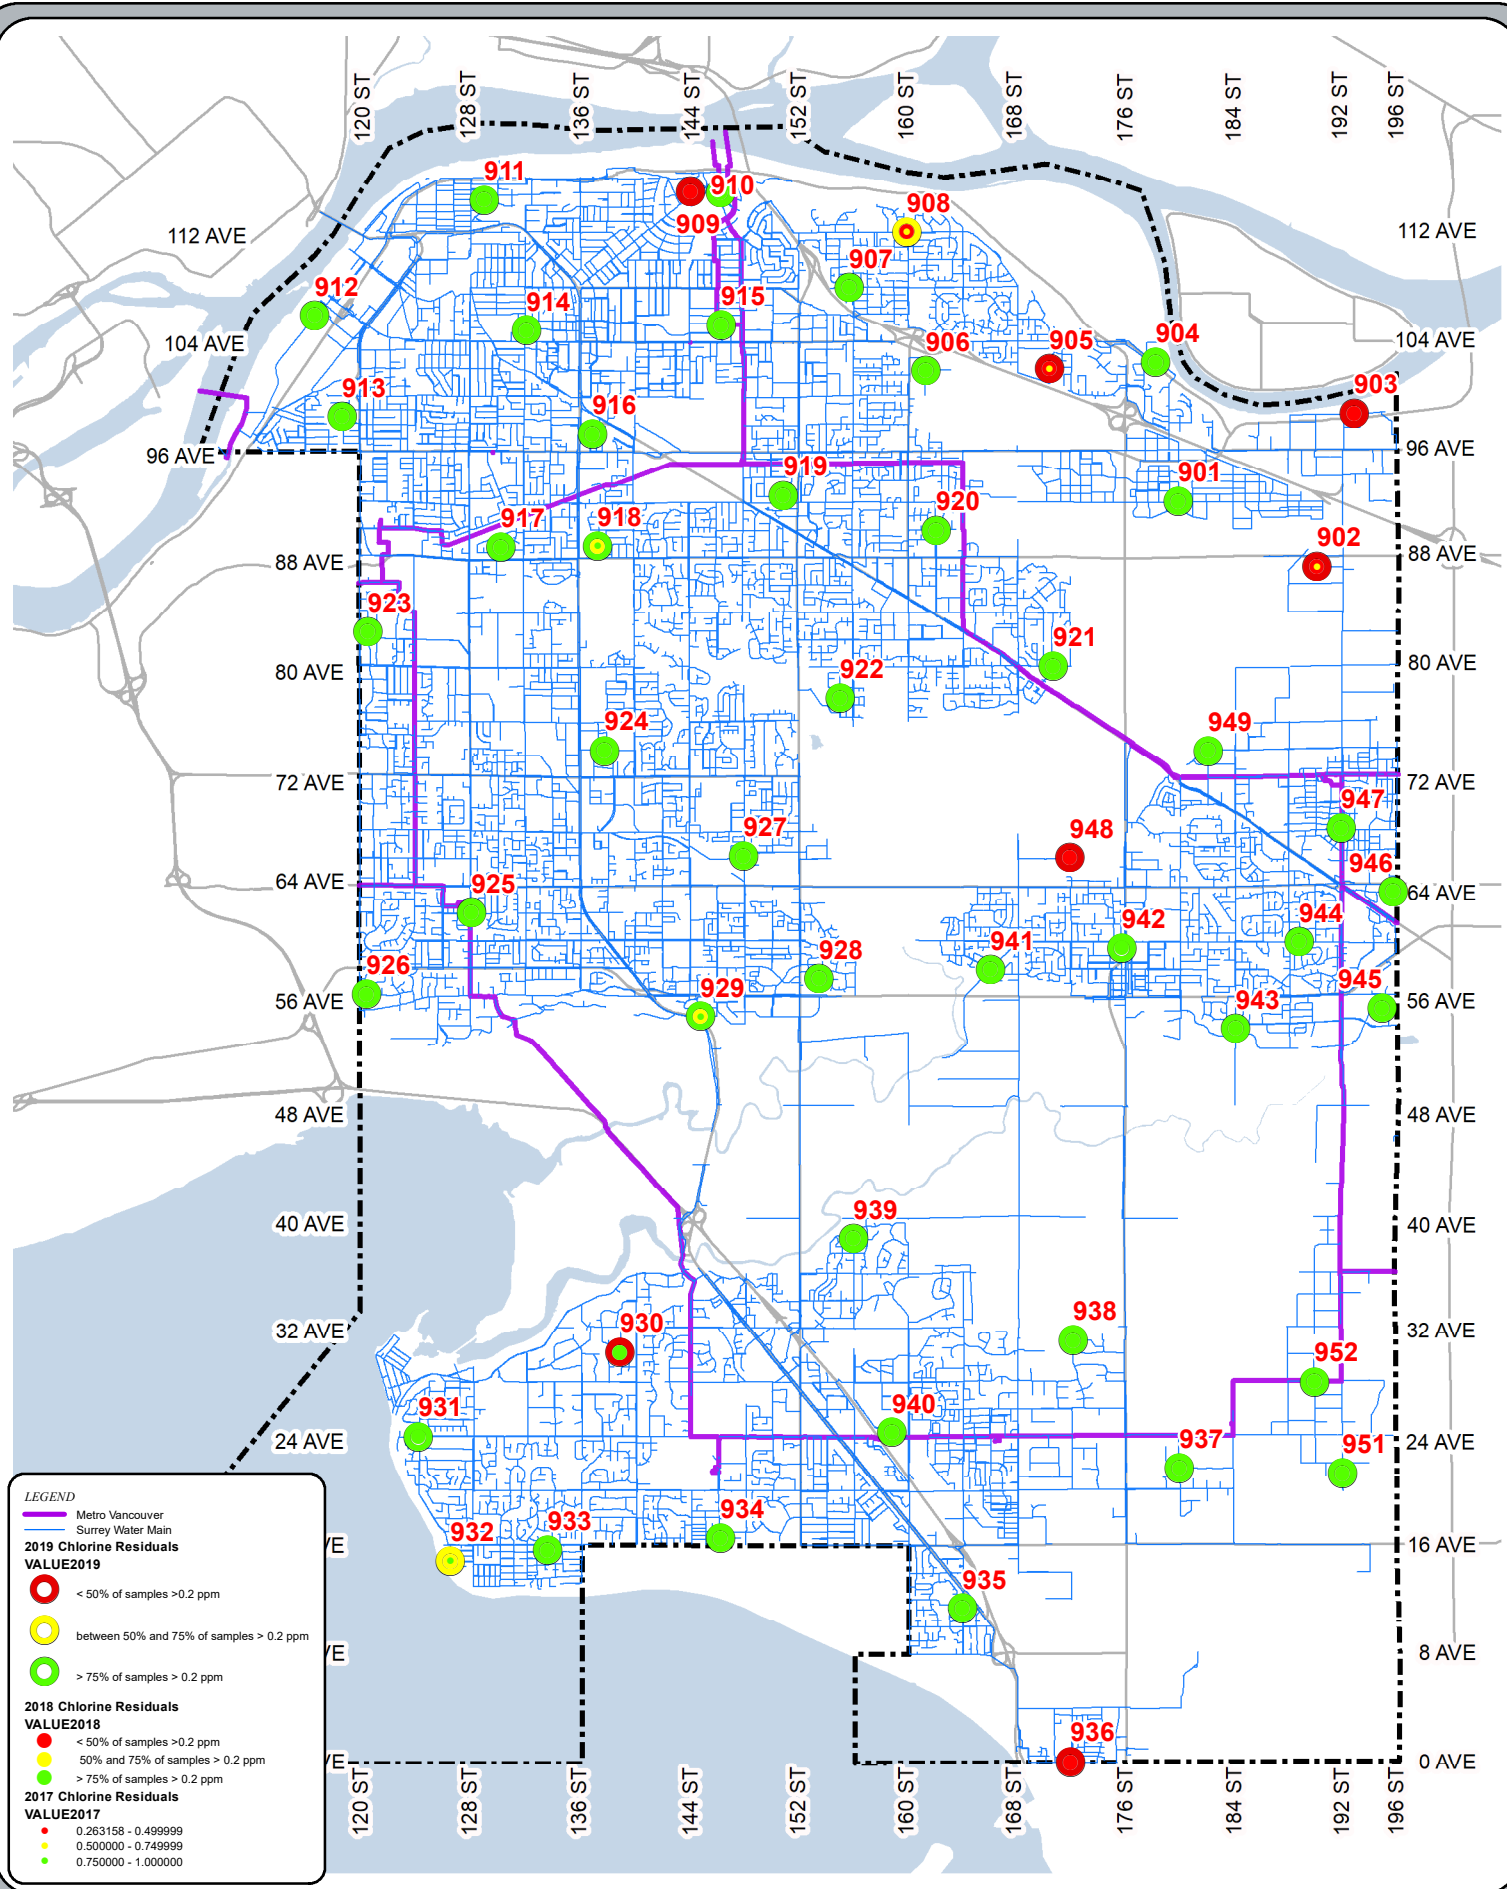 120 ST
128 ST
136 ST
144 ST
152 ST
160 ST
168 ST
176 ST
184 ST
192 ST
196 ST
911
910
909
908
112 AVE
112 AVE
907
912
914
915
104 AVE
906
905
904
104 AVE
903
913
916
96 AVE
96 AVE
919
901
920
917
918
902
88 AVE
88 AVE
923
921
80 AVE
922
80 AVE
924
949
72 AVE
72 AVE
947
927
948
946
64 AVE
925
64 AVE
944
942
941
928
926
945
56 AVE
929
943
56 AVE
48 AVE
48 AVE
939
40 AVE
40 AVE
930
938
32 AVE
32 AVE
952
931
940
24 AVE
937
951
24 AVE
934
933
932
VE
16 AVE
935
VE
8 AVE
936
VE
0 AVE
LEGEND
Metro Vancouver
Surrey Water Main
2019 Chlorine Residuals
VALUE2019
< 50% of samples >0.2 ppm
between 50% and 75% of samples > 0.2 ppm
> 75% of samples > 0.2 ppm
2018 Chlorine Residuals
VALUE2018
< 50% of samples >0.2 ppm
50% and 75% of samples > 0.2 ppm
> 75% of samples > 0.2 ppm
2017 Chlorine Residuals
VALUE2017
0.263158 - 0.499999
0.500000 - 0.749999
0.750000 - 1.000000
120 ST
128 ST
136 ST
144 ST
152 ST
160 ST
168 ST
176 ST
184 ST
192 ST
196 ST